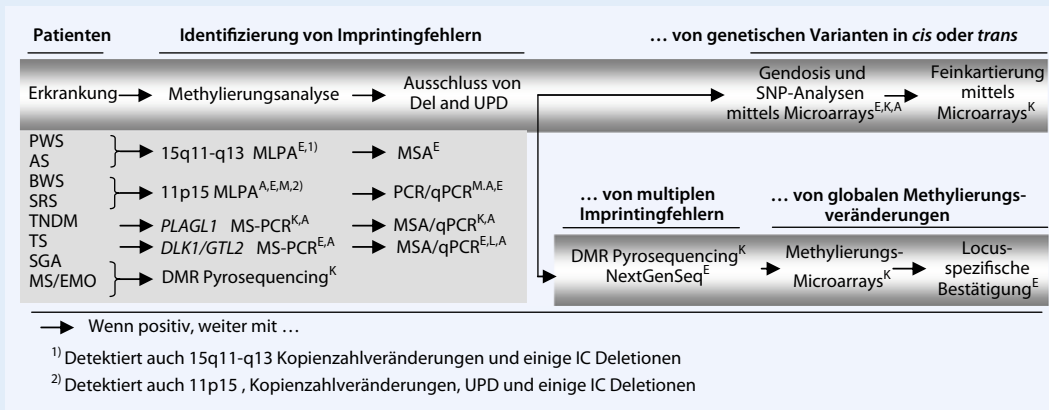 Patienten
Identifizierung von Imprintingfehlern
… von genetischen Varianten in cis oder trans
Erkrankung
Methylierungsanalyse
Ausschluss von
Del and UPD
Gendosis und
SNP-Analysen
mittels Microarrays^E,K,A
Feinkartierung
mittels
Microarrays^K
PWS
AS
15q11-q13 MLPA^E,1)
MSA^E
BWS
SRS
11p15 MLPA^A,E,M,2)
PCR/qPCR^M.A,E
TNDM
PLAGL1 MS-PCR^K,A
MSA/qPCR^K,A
TS
DLK1/GTL2 MS-PCR^E,A
MSA/qPCR^E,L,A
SGA
MS/EMO
DMR Pyrosequencing^K
… von multiplen
Imprintingfehlern
… von globalen Methylierungs-
veränderungen
DMR Pyrosequencing^K
NextGenSeq^E
Methylierungs-
Microarrays^K
Locus-
spezifische
Bestätigung^E
Wenn positiv, weiter mit …
1) Detektiert auch 15q11-q13 Kopienzahlveränderungen und einige IC Deletionen
2) Detektiert auch 11p15 , Kopienzahlveränderungen, UPD und einige IC Deletionen